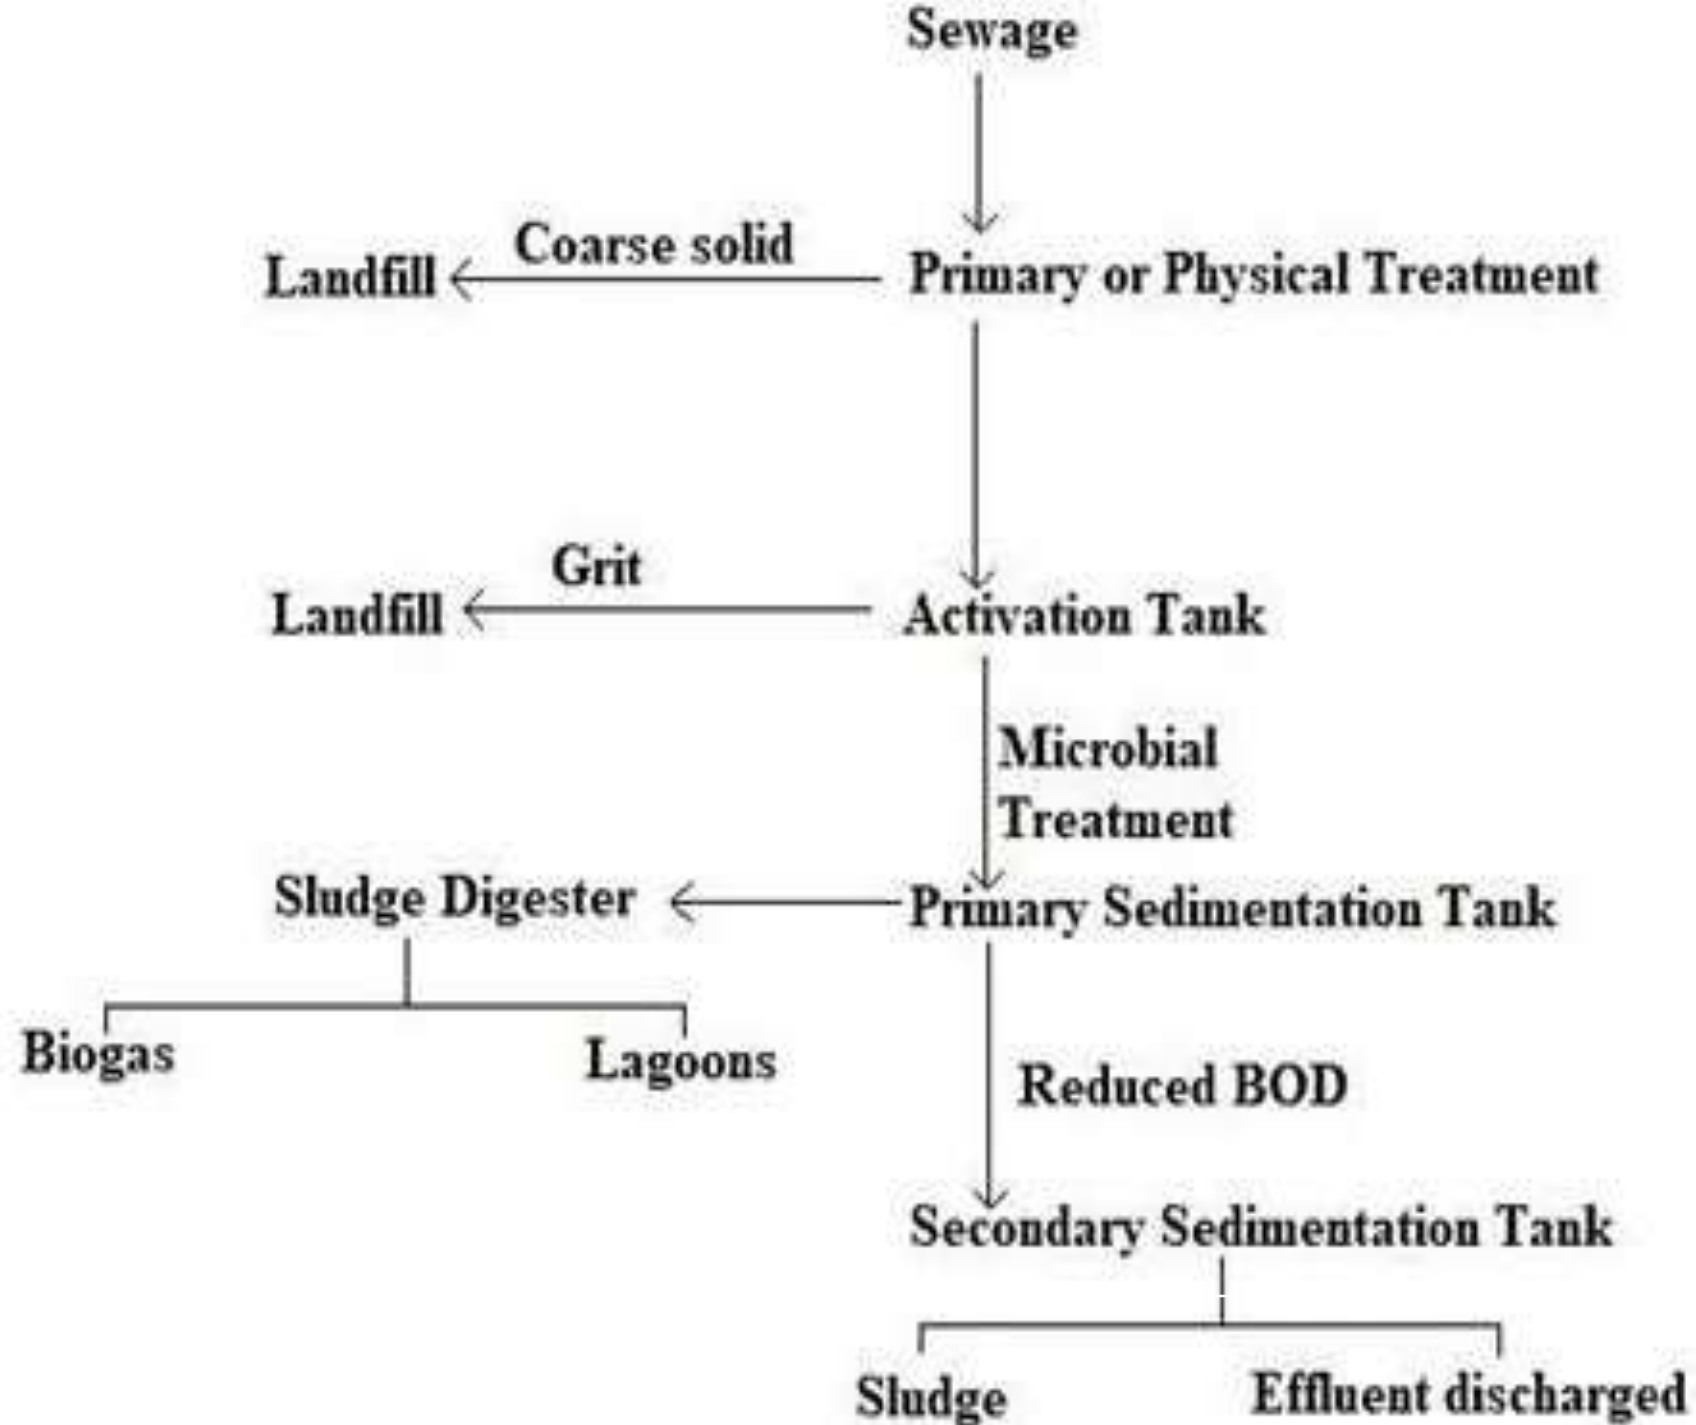 Sewage
Coarse solid
Landfill
Primary or Physical Treatment
Grit
Landfill
Activation Tank
Microbial
Treatment
Sludge Digester
Primary Sedimentation Tank
Biogas
Lagoons
Reduced BOD
Secondary Sedimentation Tank
Sludge
Effluent discharged